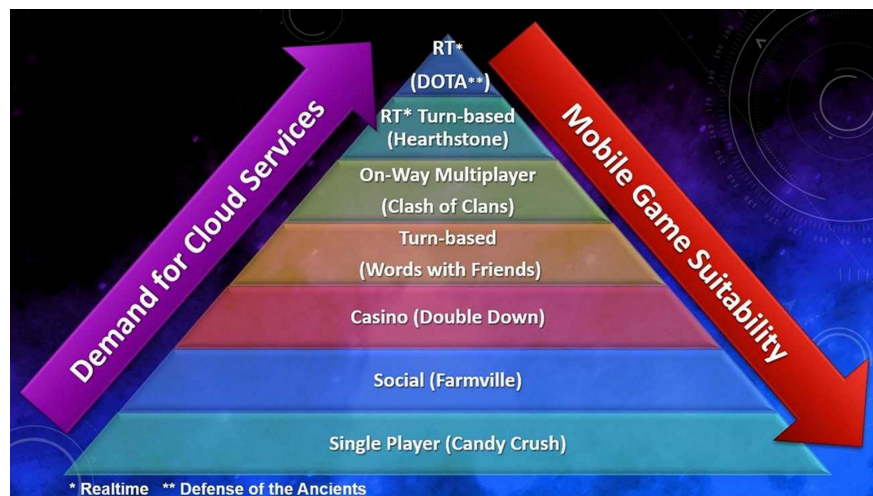 RT*
(DOTA**)
RT* Turn-based
(Hearthstone)
On-Way Multiplayer
(Clash of Clans)
Turn-based
(Words with Friends)
Casino (Double Down)
Social (Farmville)
Single Player (Candy Crush)
Demand for Cloud Services
Mobile Game Suitability
* Realtime ** Defense of the Ancients